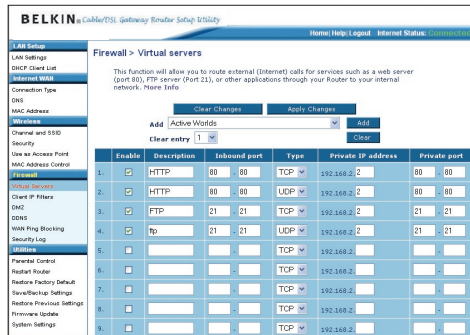 BELKIN. Cable/DSL Gateway Router Setup Utility
Home| Help| Logout Internet Status: Connected
LAN Setup
LAN Settings
DHCP Client List
Internet WAN
Connection Type
DNS
MAC Address
Wireless
Channel and SSID
Security
Use as Access Point
MAC Address Control
Firewall
Virtual Servers
Client IP Filters
DMZ
DDNS
WAN Ping Blocking
Security Log
Utilities
Parental Control
Restart Router
Restore Factory Default
Save/Backup Settings
Restore Previous Settings
Firmware Update
System Settings
Firewall > Virtual servers
This function will allow you to route external (Internet) calls for services such as a web server
(port 80), FTP server (Port 21), or other applications through your Router to your internal
network. More Info
Clear Changes Apply Changes
Add Active Worlds Add
Clear entry 1 Clear
Enable Description Inbound port Type Private IP address Private port
1. HTTP 80 - 80 TCP 192.168.2. 2 80 - 80
2. HTTP 80 - 80 UDP 192.168.2. 2 80 - 80
3. FTP 21 - 21 TCP 192.168.2. 2 21 - 21
4. ftp 21 - 21 UDP 192.168.2. 2 21 - 21
5. - TCP 192.168.2. -
6. - TCP 192.168.2. -
7. - TCP 192.168.2. -
8. - TCP 192.168.2. -
9. - TCP 192.168.2. -